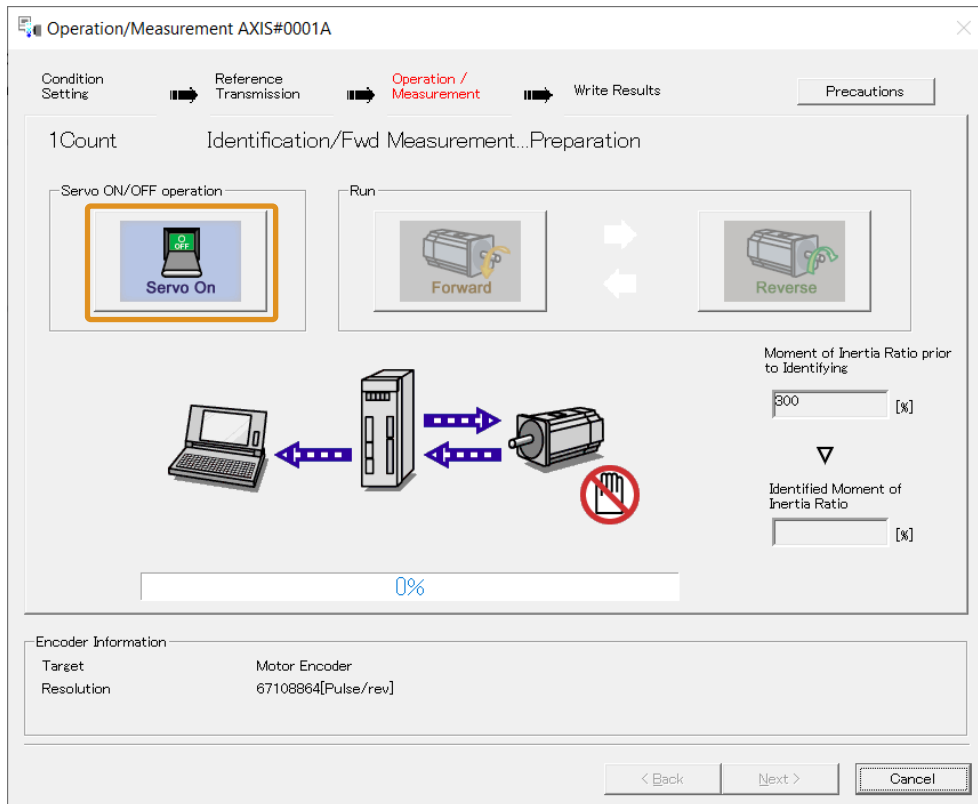 Operation/Measurement AXIS#0001A
Condition Setting
Reference Transmission
Operation / Measurement
Write Results
Precautions
1Count Identification/Fwd Measurement...Preparation
Servo ON/OFF operation
Run
OFF
Servo On
Forward
Reverse
Moment of Inertia Ratio prior
to Identifying
300 [%]
Identified Moment of
Inertia Ratio
[%]
0%
Encoder Information
Target Motor Encoder
Resolution 67108864[Pulse/rev]
< Back
Next >
Cancel